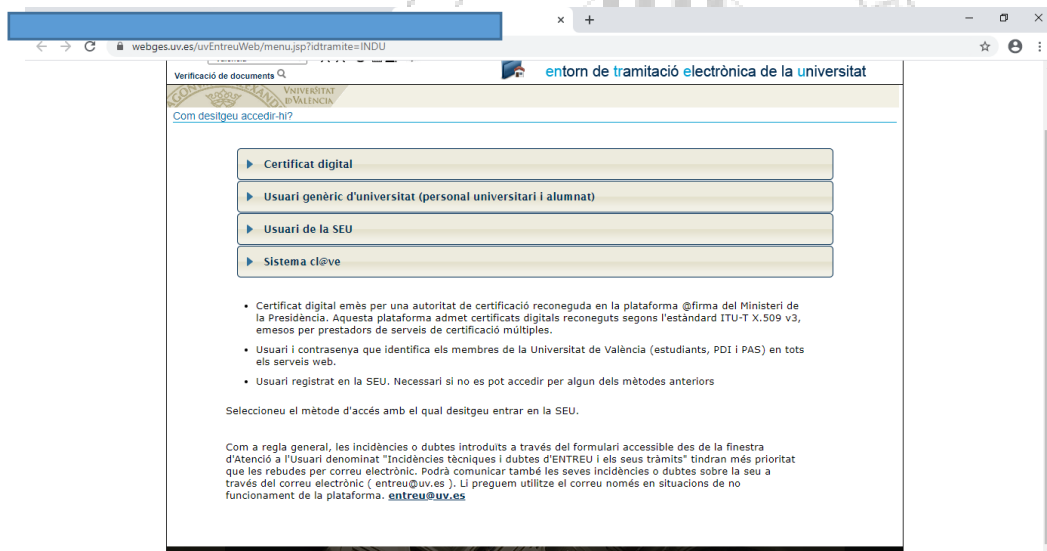 webges.uv.es/uvEntreuWeb/menu.jsp?idtramite=INDU
Verificació de documents
entorn de tramitació electrònica de la universitat
VNIVERSITAT
ID VALENCIA
Com desitgeu accedir-hi?
Certificat digital
Usuari genèric d'universitat (personal universitari i alumnat)
Usuari de la SEU
Sistema cl@ve
• Certificat digital emès per una autoritat de certificació reconeguda en la plataforma @firma del Ministeri de
la Presidència. Aquesta plataforma admet certificats digitals reconeguts segons l'estàndard ITU-T X.509 v3,
emesos per prestadors de serveis de certificació múltiples.
• Usuari i contrasenya que identifica els membres de la Universitat de València (estudiants, PDI i PAS) en tots
els serveis web.
• Usuari registrat en la SEU. Necessari si no es pot accedir per algun dels mètodes anteriors
Seleccioneu el mètode d'accés amb el qual desitgeu entrar en la SEU.
Com a regla general, les incidències o dubtes introduïts a través del formulari accessible des de la finestra
d'Atenció a l'Usuari denominat "Incidències tècniques i dubtes d'ENTREU i els seus tràmits" tindran més prioritat
que les rebudes per correu electrònic. Podrà comunicar també les seves incidències o dubtes sobre la seu a
través del correu electrònic ( entreu@uv.es ). Li preguem utilitze el correu només en situacions de no
funcionament de la plataforma. entreu@uv.es